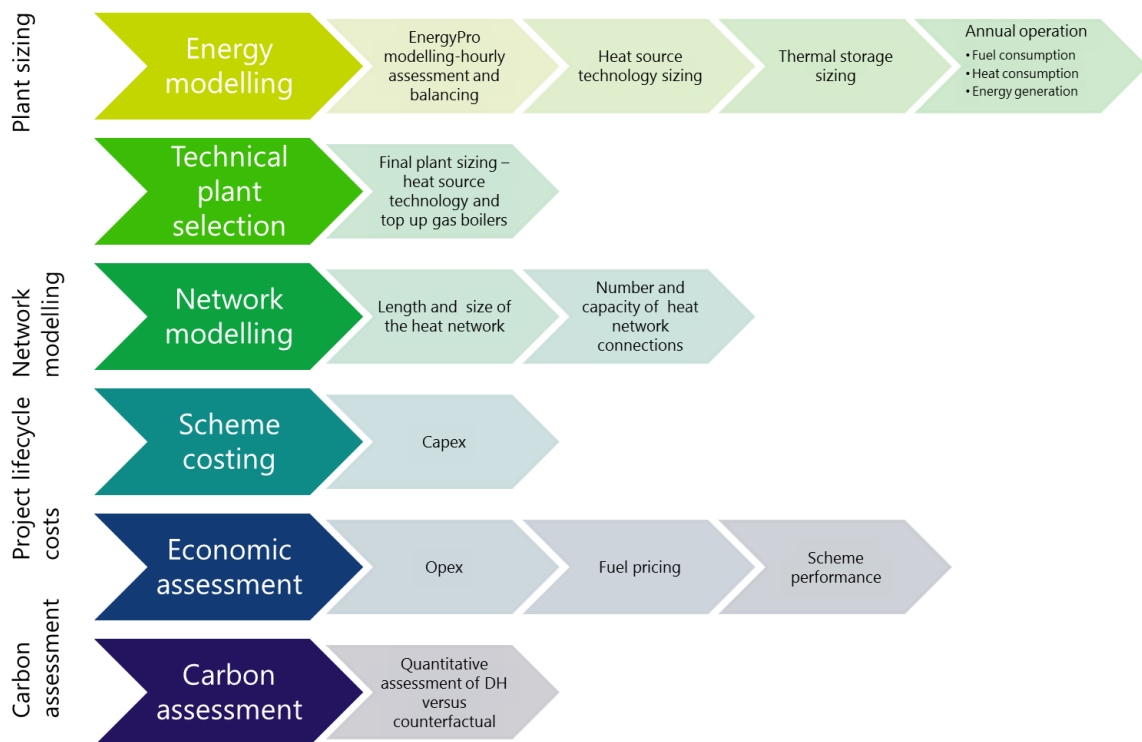 Plant sizing
Energy
modelling
EnergyPro
modelling-hourly
assessment and
balancing
Heat source
technology sizing
Thermal storage
sizing
Annual operation
• Fuel consumption
• Heat consumption
• Energy generation
Technical
plant
selection
Final plant sizing –
heat source
technology and
top up gas boilers
Network
modelling
Network
modelling
Length and size of
the heat network
Number and
capacity of heat
network
connections
Project lifecycle
costs
Scheme
costing
Capex
Economic
assessment
Opex
Fuel pricing
Scheme
performance
Carbon
assessment
Carbon
assessment
Quantitative
assessment of DH
versus
counterfactual